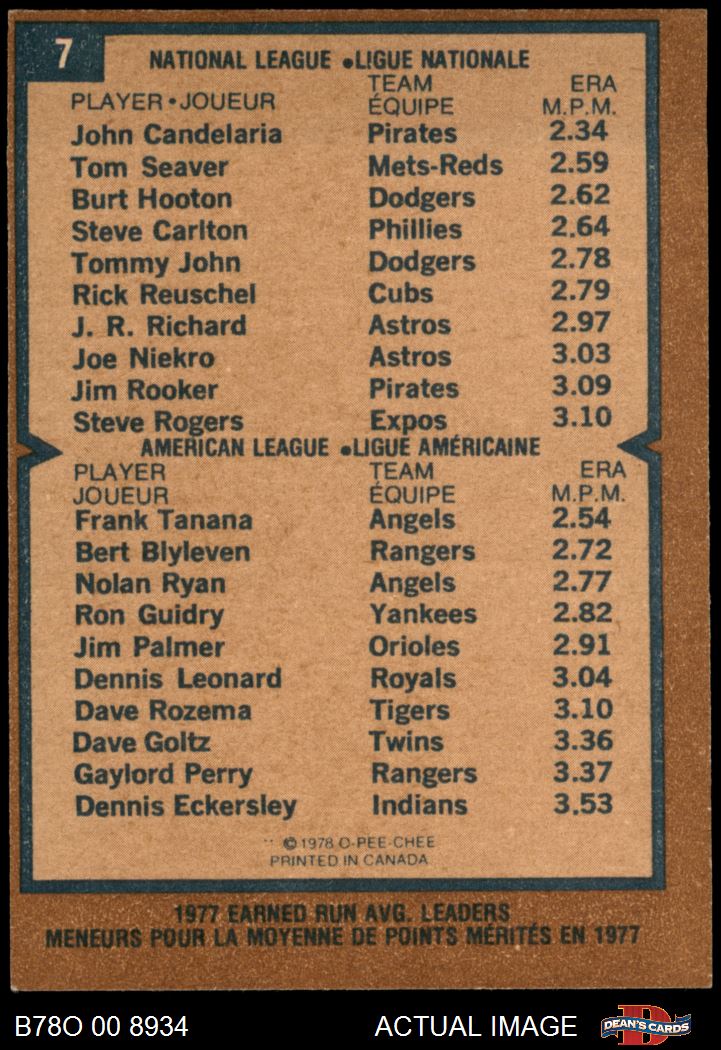 7
NATIONAL LEAGUE •LIGUE NATIONALE
PLAYER•JOUEUR TEAM ÉQUIPE ERA M.P.M.
John Candelaria Pirates 2.34
Tom Seaver Mets-Reds 2.59
Burt Hooton Dodgers 2.62
Steve Carlton Phillies 2.64
Tommy John Dodgers 2.78
Rick Reuschel Cubs 2.79
J. R. Richard Astros 2.97
Joe Niekro Astros 3.03
Jim Rooker Pirates 3.09
Steve Rogers Expos 3.10
AMERICAN LEAGUE •LIGUE AMÉRICAINE
PLAYER TEAM ERA
JOUEUR ÉQUIPE M.P.M.
Frank Tanana Angels 2.54
Bert Blyleven Rangers 2.72
Nolan Ryan Angels 2.77
Ron Guidry Yankees 2.82
Jim Palmer Orioles 2.91
Dennis Leonard Royals 3.04
Dave Rozema Tigers 3.10
Dave Goltz Twins 3.36
Gaylord Perry Rangers 3.37
Dennis Eckersley Indians 3.53
© 1978 O-PEE-CHEE
PRINTED IN CANADA
1977 EARNED RUN AVG. LEADERS
MENEURS POUR LA MOYENNE DE POINTS MÉRITÉS EN 1977
B78O 00 8934 ACTUAL IMAGE D DEAN'S CARDS